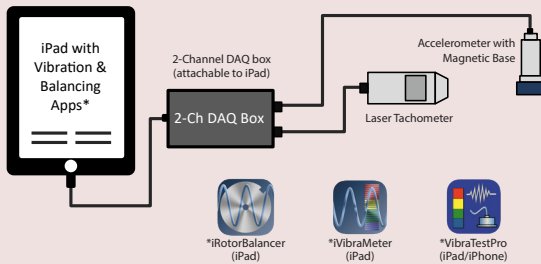 iPad with
Vibration &
Balancing
Apps*
2-Channel DAQ box
(attachable to iPad)
2-Ch DAQ Box
Accelerometer with
Magnetic Base
Laser Tachometer
*iRotorBalancer
(iPad)
*iVibraMeter
(iPad)
*VibraTestPro
(iPad/iPhone)